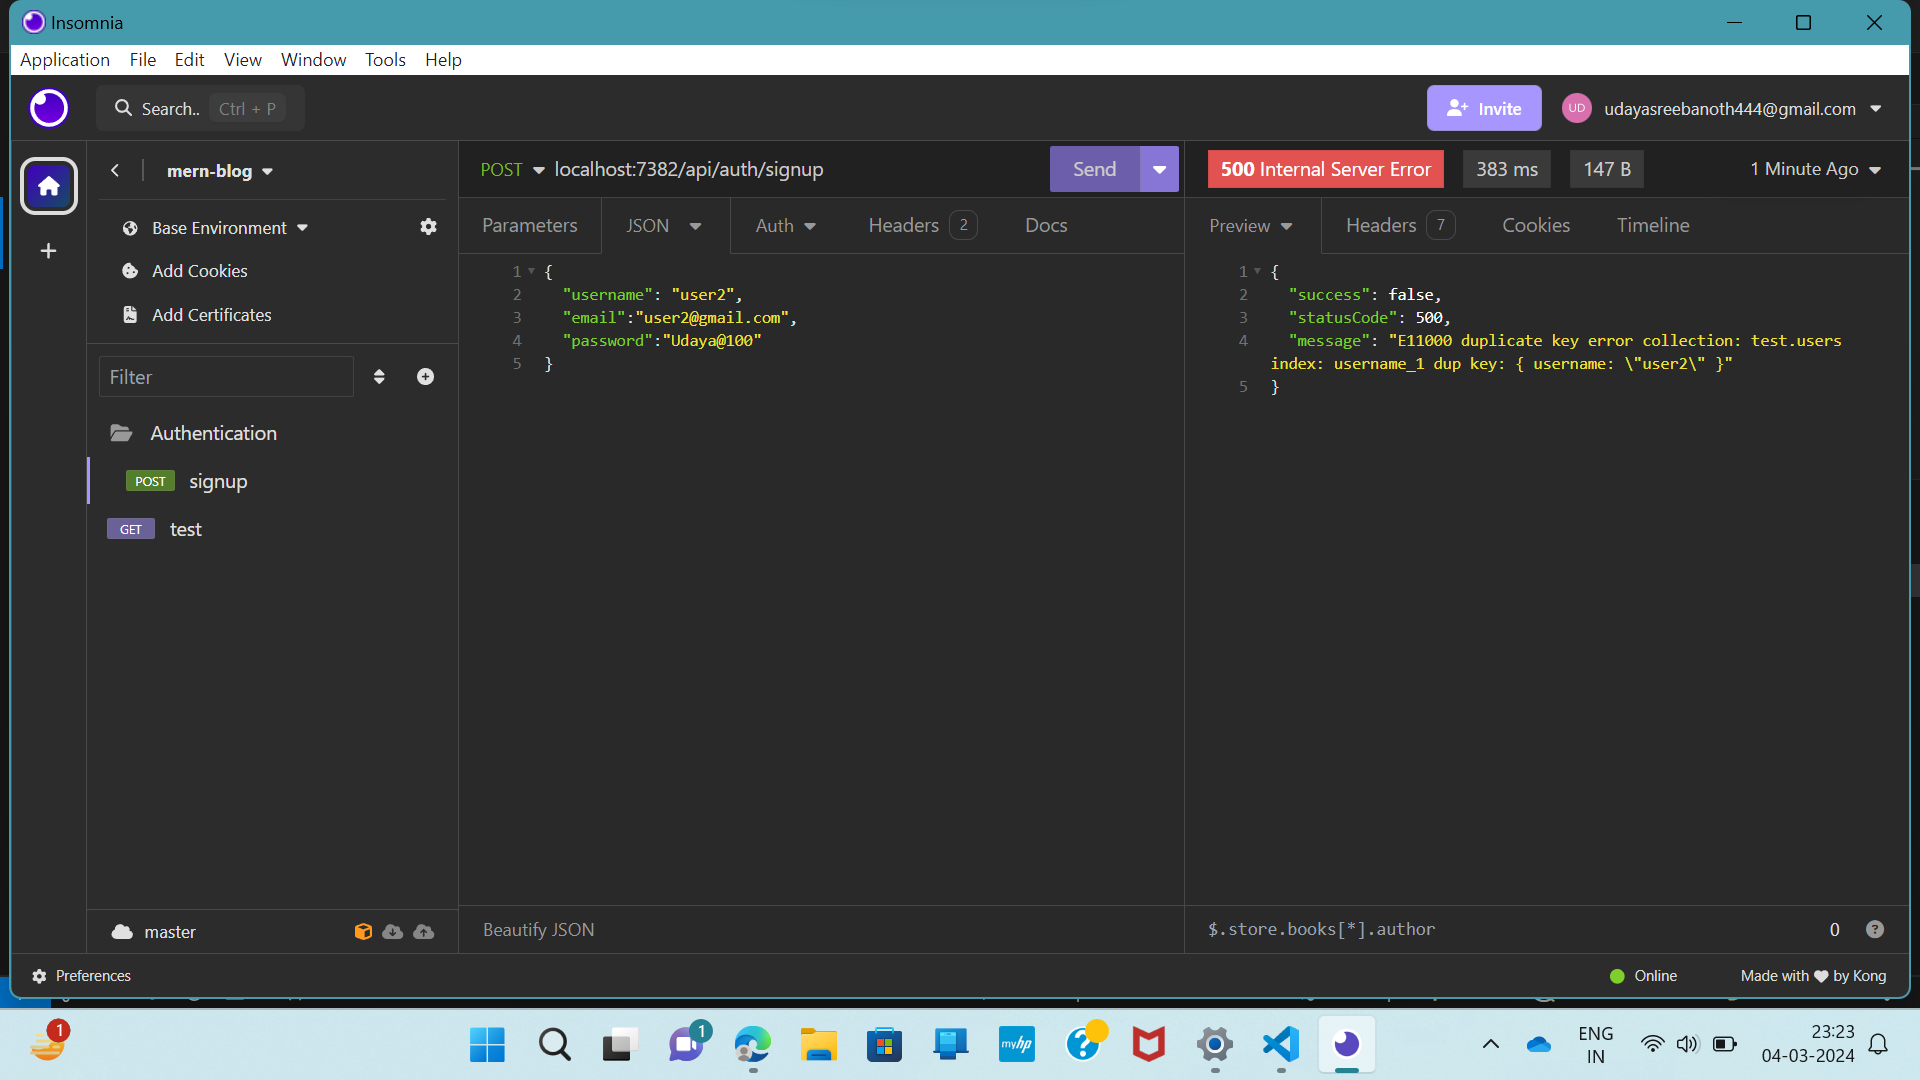 Insomnia
Application File Edit View Window Tools Help
Search.. Ctrl + P
Invite
UD udayasreebanoth444@gmail.com
mern-blog
Base Environment
Add Cookies
Add Certificates
Filter
Authentication
POST signup
GET test
master
POST localhost:7382/api/auth/signup Send
Parameters JSON Auth Headers 2 Docs
1 {
2 "username": "user2",
3 "email":"user2@gmail.com",
4 "password":"Udaya@100"
5 }
Beautify JSON
500 Internal Server Error 383 ms 147 B 1 Minute Ago
Preview Headers 7 Cookies Timeline
1 {
2 "success": false,
3 "statusCode": 500,
4 "message": "E11000 duplicate key error collection: test.users
index: username_1 dup key: { username: \"user2\" }"
5 }
$.store.books[*].author 0 ?
Preferences
Online Made with ❤ by Kong
1
1
myhp
?
ENG
IN
23:23
04-03-2024